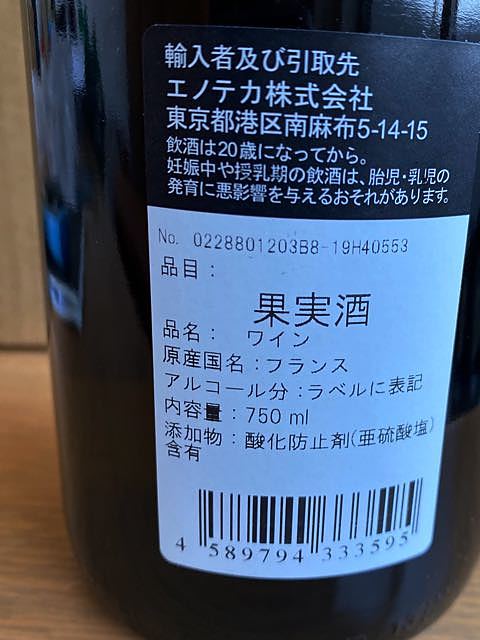 輸入者及び引取先
エノテカ株式会社
東京都港区南麻布5-14-15
飲酒は20歳になってから。
妊娠中や授乳期の飲酒は、胎児・乳児の
発育に悪影響を与えるおそれがあります。
No. 0228801203B8-19H40553
品目：
果実酒
品名： ワイン
原産国名：フランス
アルコール分：ラベルに表記
内容量：750 ml
添加物：酸化防止剤(亜硫酸塩)
含有
4 589794 333595